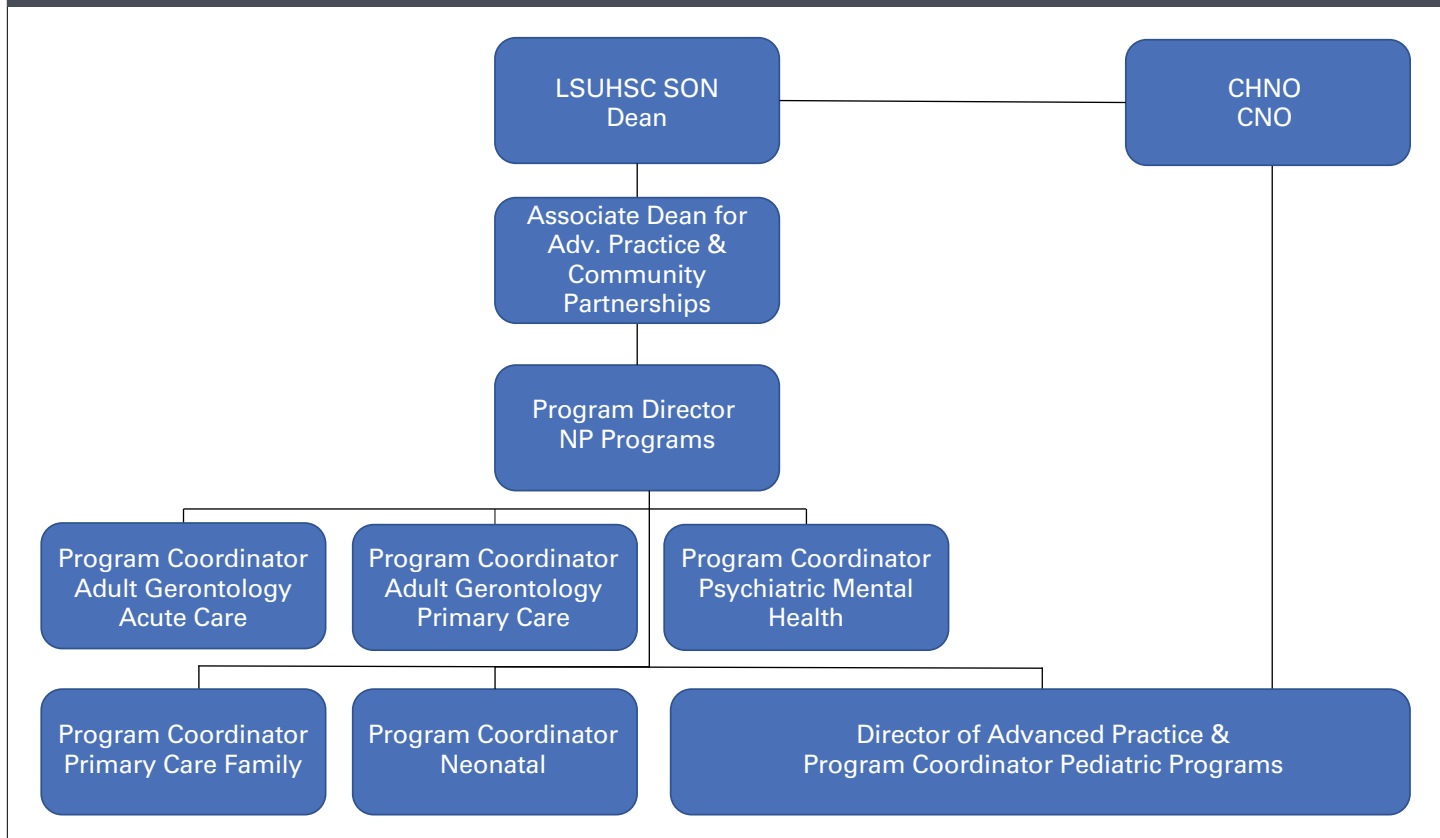 LSUHSC SON
Dean
CHNO
CNO
Associate Dean for
Adv. Practice &
Community
Partnerships
Program Director
NP Programs
Program Coordinator
Adult Gerontology
Acute Care
Program Coordinator
Adult Gerontology
Primary Care
Program Coordinator
Psychiatric Mental
Health
Program Coordinator
Primary Care Family
Program Coordinator
Neonatal
Director of Advanced Practice &
Program Coordinator Pediatric Programs